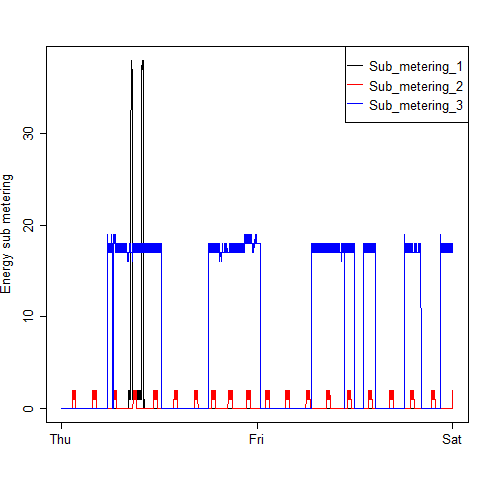 Sub_metering_1
Sub_metering_2
Sub_metering_3
Energy sub metering
30
20
10
0
Thu
Fri
Sat